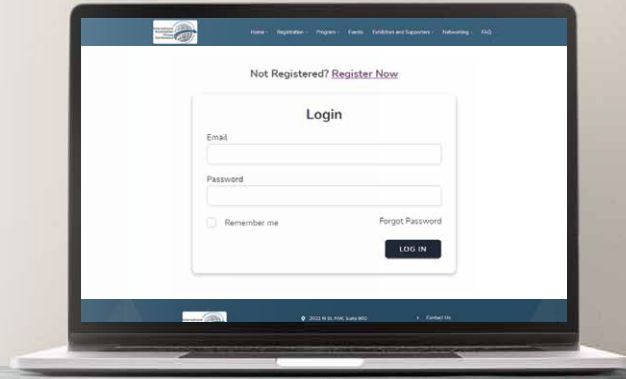 Home Registration Program Events Exhibitors and Supporters Networking FAQ
Not Registered? Register Now
Login
Email
Password
Remember me Forgot Password
LOG IN
Contact Us